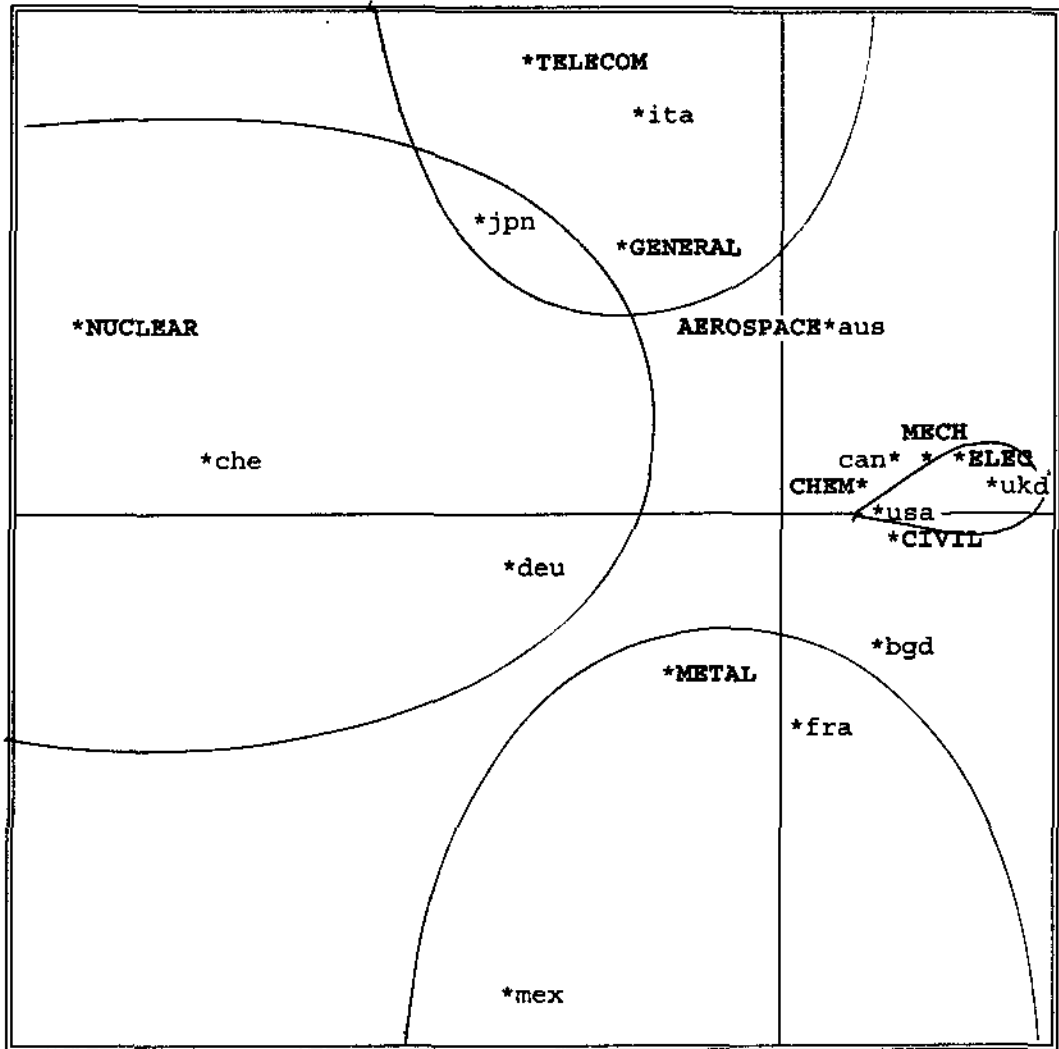 *TELECOM
*ita
*jpn
*GENERAL
*NUCLEAR
AEROSPACE*aus
MECH
*che
can* * *ELEG
CHEM*
*ukd
*usa
*CIVIL
*deu
*bgd
*METAL
*fra
*mex